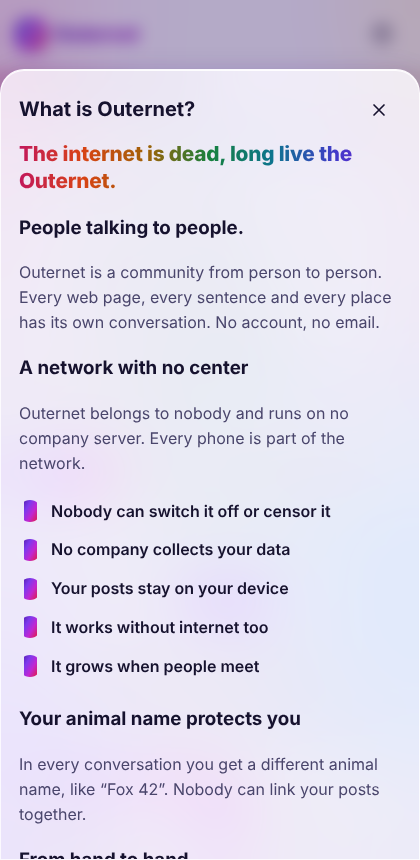 What is Outernet?
The internet is dead, long live the
Outernet.
People talking to people.
Outernet is a community from person to person.
Every web page, every sentence and every place
has its own conversation. No account, no email.
A network with no center
Outernet belongs to nobody and runs on no
company server. Every phone is part of the
network.
Nobody can switch it off or censor it
No company collects your data
Your posts stay on your device
It works without internet too
It grows when people meet
Your animal name protects you
In every conversation you get a different animal
name, like “Fox 42”. Nobody can link your posts
together.
From hand to hand